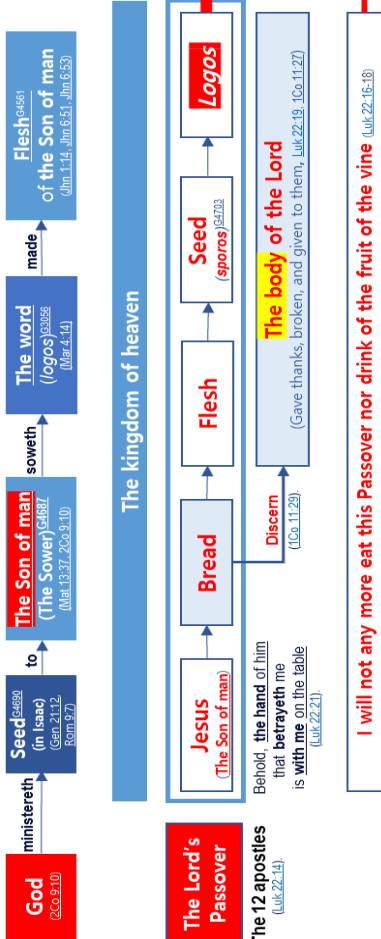 God
(2Co 9:10)
ministereth
SeedG4690
(in Isaac)
(Gen 21:12,
Rom 9:7)
to
The Son of man
(The Sower)G4687
(Mat 13:37, 2Co 9:10)
soweth
The word
(logos)G3056
(Mar 4:14)
made
FleshG4561
of the Son of man
(Jhn 1:14, Jhn 6:51, Jhn 6:53)
The kingdom of heaven
The Lord's
Passover
Jesus
(The Son of man)
Bread
Flesh
Seed
(sporos)G4703
Logos
The 12 apostles
(Luk 22:14).
Behold, the hand of him
that betrayeth me
is with me on the table
(Luk 22:21).
Discern
(1Co 11:29).
The body of the Lord
(Gave thanks, broken, and given to them, Luk 22:19, 1Co 11:27)
I will not any more eat this Passover nor drink of the fruit of the vine (Luk 22:16-18)